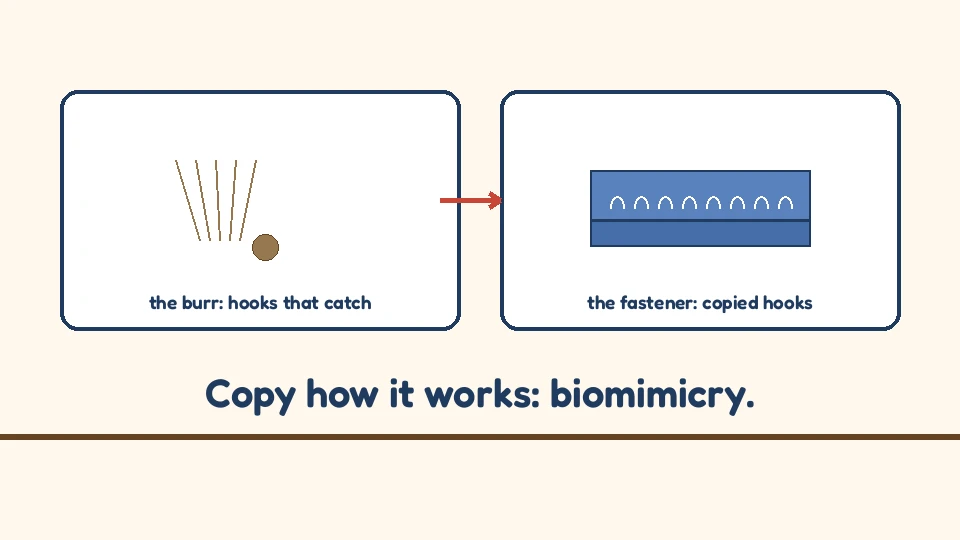 the burr: hooks that catch
the fastener: copied hooks
Copy how it works: biomimicry.